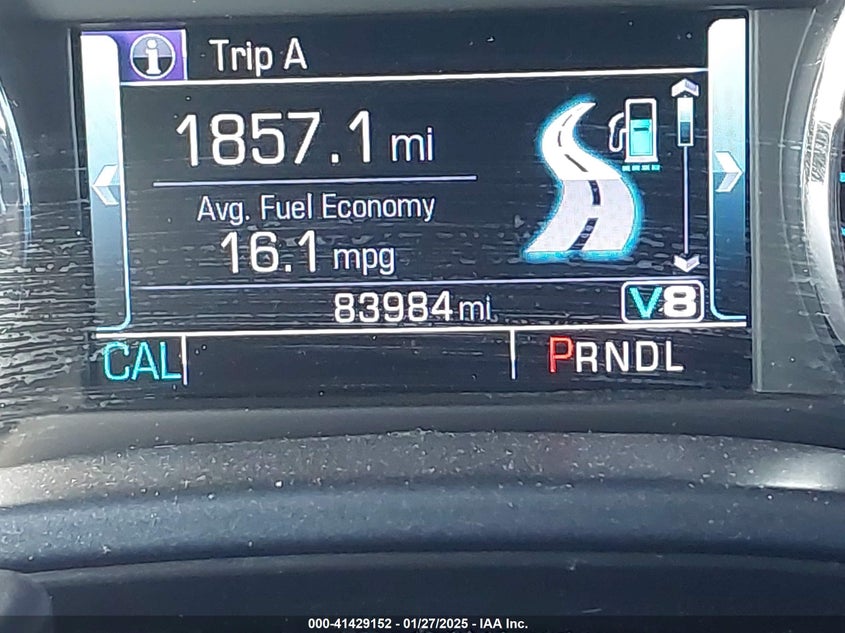 Trip A
1857.1 mi
Avg. Fuel Economy
16.1 mpg
83984 mi
V8
CAL
PRNDL
000-41429152 - 01/27/2025 - IAA Inc.